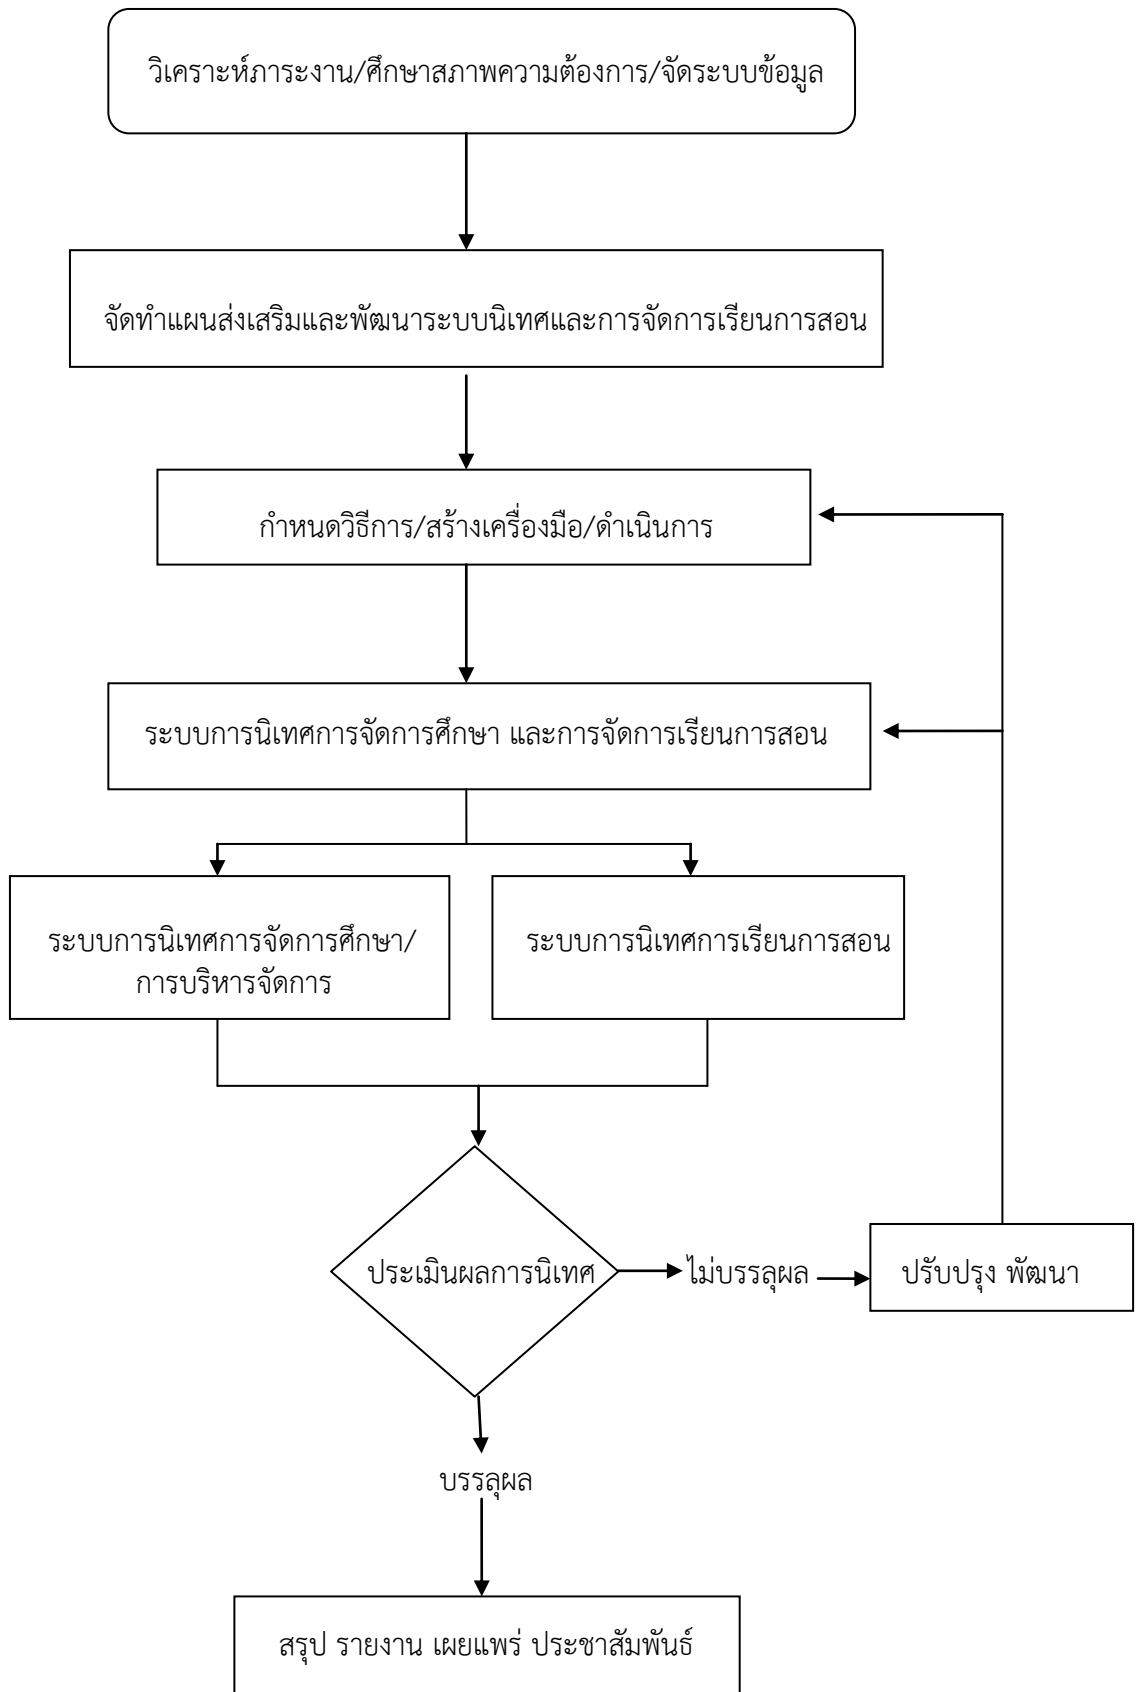 วิเคราะห์ภาระงาน/ศึกษาสภาพความต้องการ/จัดระบบข้อมูล
จัดทำแผนส่งเสริมและพัฒนาระบบนิเทศและการจัดการเรียนการสอน
กำหนดวิธีการ/สร้างเครื่องมือ/ดำเนินการ
ระบบการนิเทศการจัดการศึกษา และการจัดการเรียนการสอน
ระบบการนิเทศการจัดการศึกษา/
การบริหารจัดการ
ระบบการนิเทศการเรียนการสอน
ประเมินผลการนิเทศ
ไม่บรรลุผล
ปรับปรุง พัฒนา
บรรลุผล
สรุป รายงาน เผยแพร่ ประชาสัมพันธ์